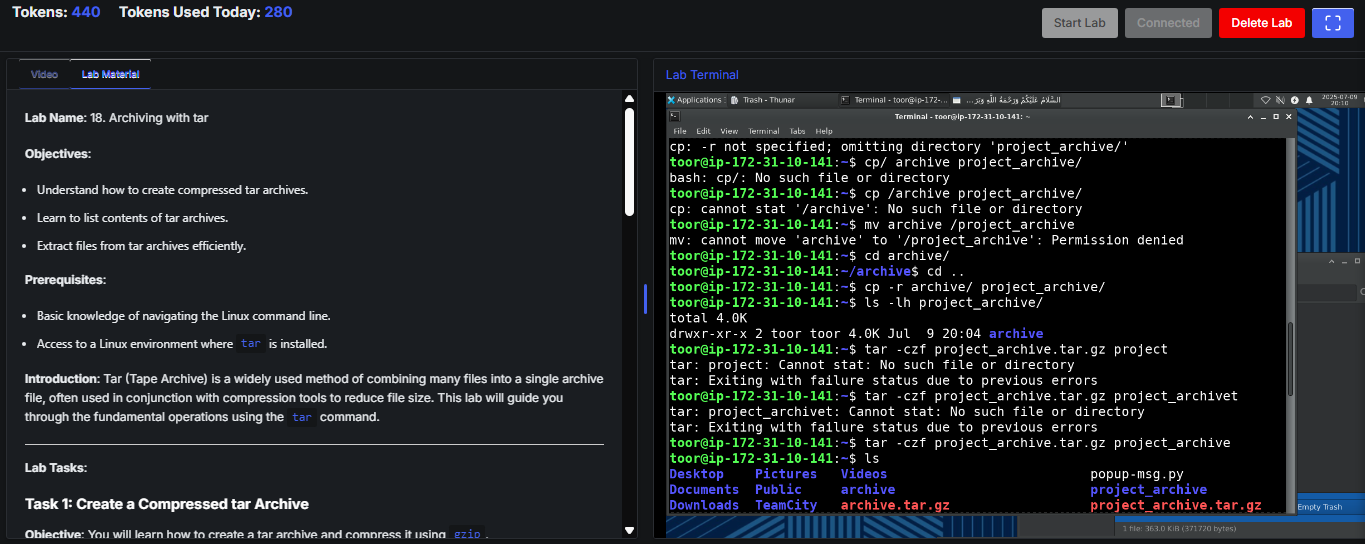 Tokens: 440 Tokens Used Today: 280
Start Lab
Connected
Delete Lab
Video
Lab Material
Lab Name: 18. Archiving with tar
Objectives:
• Understand how to create compressed tar archives.
• Learn to list contents of tar archives.
• Extract files from tar archives efficiently.
Prerequisites:
• Basic knowledge of navigating the Linux command line.
• Access to a Linux environment where tar is installed.
Introduction: Tar (Tape Archive) is a widely used method of combining many files into a single archive
file, often used in conjunction with compression tools to reduce file size. This lab will guide you
through the fundamental operations using the tar command.
Lab Tasks:
Task 1: Create a Compressed tar Archive
Objective: You will learn how to create a tar archive and compress it using gzip .
Lab Terminal
Applications
Trash - Thunar
Terminal - toor@ip-172-...
السَّلَامُ عَلَيْكُمْ وَرَحْمَةُ اللَّهِ وَبَرَ...
2025-07-09
20:10
Terminal - toor@ip-172-31-10-141: ~
File Edit View Terminal Tabs Help
cp: -r not specified; omitting directory 'project_archive/'
toor@ip-172-31-10-141:~$ cp/ archive project_archive/
bash: cp/: No such file or directory
toor@ip-172-31-10-141:~$ cp /archive project_archive/
cp: cannot stat '/archive': No such file or directory
toor@ip-172-31-10-141:~$ mv archive /project_archive
mv: cannot move 'archive' to '/project_archive': Permission denied
toor@ip-172-31-10-141:~$ cd archive/
toor@ip-172-31-10-141:~/archive$ cd ..
toor@ip-172-31-10-141:~$ cp -r archive/ project_archive/
toor@ip-172-31-10-141:~$ ls -lh project_archive/
total 4.0K
drwxr-xr-x 2 toor toor 4.0K Jul  9 20:04 archive
toor@ip-172-31-10-141:~$ tar -czf project_archive.tar.gz project
tar: project: Cannot stat: No such file or directory
tar: Exiting with failure status due to previous errors
toor@ip-172-31-10-141:~$ tar -czf project_archive.tar.gz project_archivet
tar: project_archivet: Cannot stat: No such file or directory
tar: Exiting with failure status due to previous errors
toor@ip-172-31-10-141:~$ tar -czf project_archive.tar.gz project_archive
toor@ip-172-31-10-141:~$ ls
Desktop Pictures Videos popup-msg.py
Documents Public archive project_archive
Downloads TeamCity archive.tar.gz project_archive.tar.gz
Empty Trash
1 file: 363.0 KiB (371720 bytes)